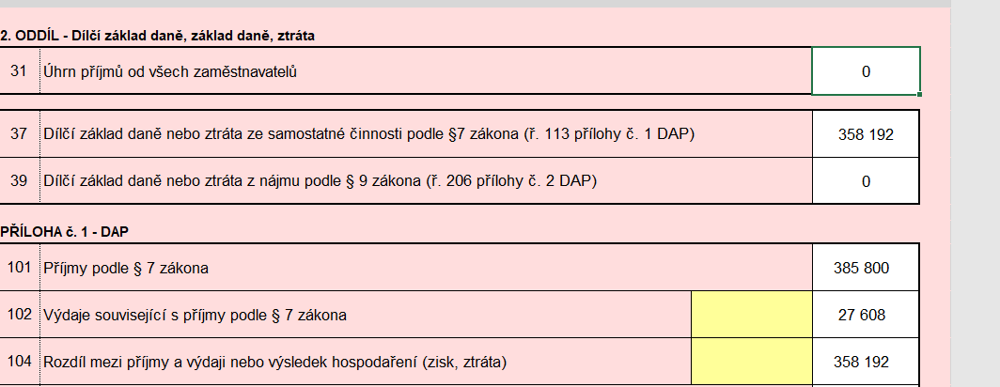 2. ODDÍL - Dílčí základ daně, základ daně, ztráta
31 Úhrn příjmů od všech zaměstnavatelů 0
37 Dílčí základ daně nebo ztráta ze samostatné činnosti podle §7 zákona (ř. 113 přílohy č. 1 DAP) 358 192
39 Dílčí základ daně nebo ztráta z nájmu podle § 9 zákona (ř. 206 přílohy č. 2 DAP) 0
PŘÍLOHA č. 1 - DAP
101 Příjmy podle § 7 zákona 385 800
102 Výdaje související s příjmy podle § 7 zákona 27 608
104 Rozdíl mezi příjmy a výdaji nebo výsledek hospodaření (zisk, ztráta) 358 192